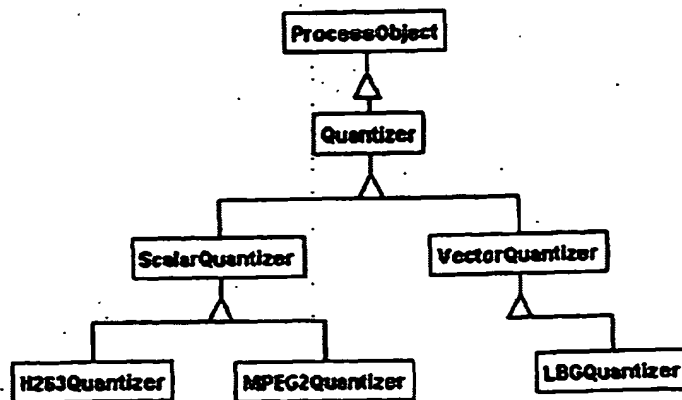 ProcessObject
Quantizer
ScalarQuantizer
VectorQuantizer
H263Quantizer
MPEG2Quantizer
LBGQuantizer